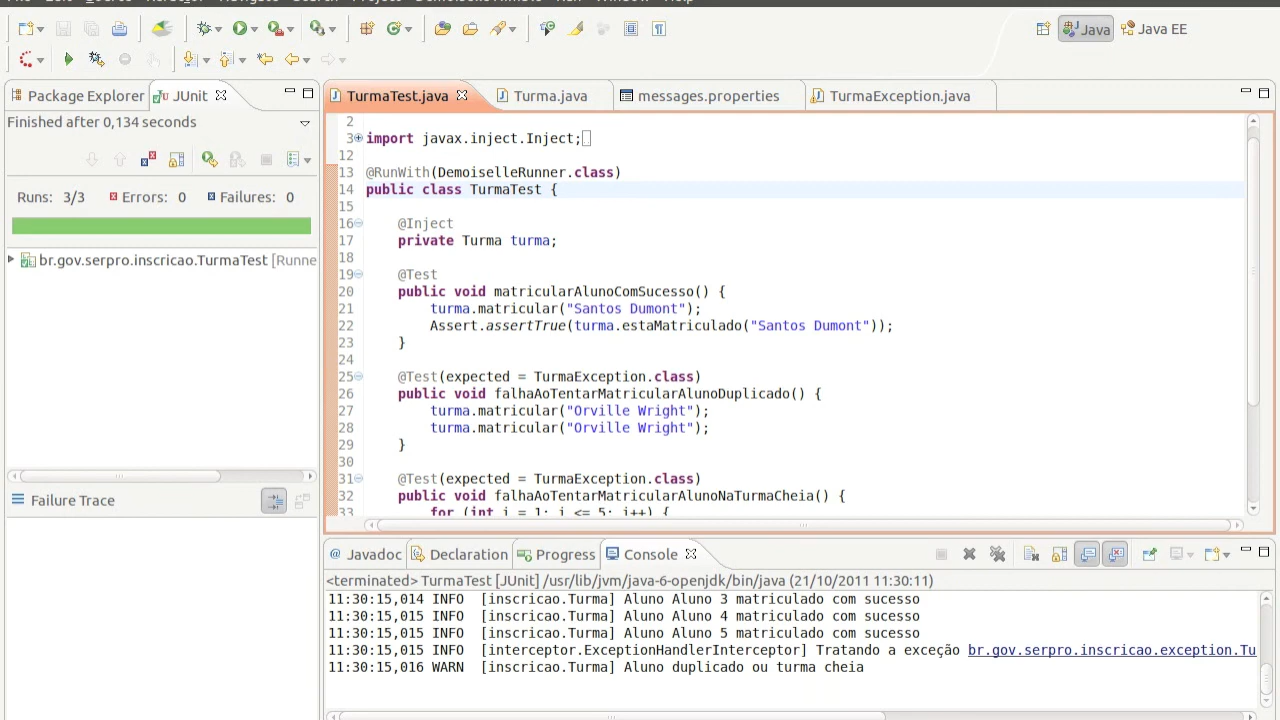 Java
Java EE
Package Explorer
JUnit
TurmaTest.java
Turma.java
messages.properties
TurmaException.java
Finished after 0,134 seconds
Runs: 3/3
Errors: 0
Failures: 0
br.gov.serpro.inscricao.TurmaTest [Runne
Failure Trace
2
3 import javax.inject.Inject;
12
13 @RunWith(DemoiselleRunner.class)
14 public class TurmaTest {
15
16 @Inject
17 private Turma turma;
18
19 @Test
20 public void matricularAlunoComSucesso() {
21 turma.matricular("Santos Dumont");
22 Assert.assertTrue(turma.estaMatriculado("Santos Dumont"));
23 }
24
25 @Test(expected = TurmaException.class)
26 public void falhaAoTentarMatricularAlunoDuplicado() {
27 turma.matricular("Orville Wright");
28 turma.matricular("Orville Wright");
29 }
30
31 @Test(expected = TurmaException.class)
32 public void falhaAoTentarMatricularAlunoNaTurmaCheia() {
33 for (int i = 1; i <= 5; i++) {
@ Javadoc
Declaration
Progress
Console
<terminated> TurmaTest [JUnit] /usr/lib/jvm/java-6-openjdk/bin/java (21/10/2011 11:30:11)
11:30:15,014 INFO [inscricao.Turma] Aluno Aluno 3 matriculado com sucesso
11:30:15,015 INFO [inscricao.Turma] Aluno Aluno 4 matriculado com sucesso
11:30:15,015 INFO [inscricao.Turma] Aluno Aluno 5 matriculado com sucesso
11:30:15,015 INFO [interceptor.ExceptionHandlerInterceptor] Tratando a exceção br.gov.serpro.inscricao.exception.Tu
11:30:15,016 WARN [inscricao.Turma] Aluno duplicado ou turma cheia